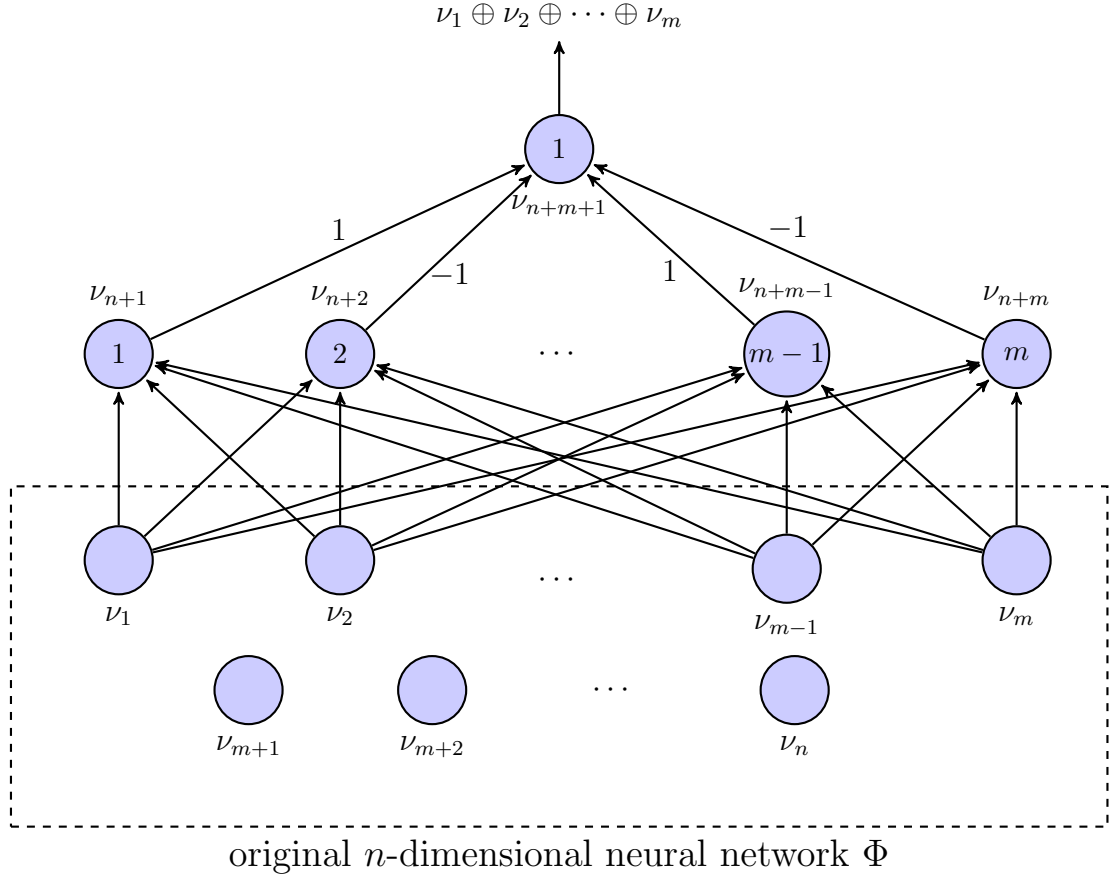 ν₁ ⊕ ν₂ ⊕ ⋯ ⊕ νₘ
1
νₙ₊ₘ₊₁
1 −1 1 −1
νₙ₊₁ νₙ₊₂ νₙ₊ₘ₋₁ νₙ₊ₘ
1 2 ⋯ m − 1 m
⋯
ν₁ ν₂ νₘ₋₁ νₘ
⋯
νₘ₊₁ νₘ₊₂ νₙ
original n-dimensional neural network Φ